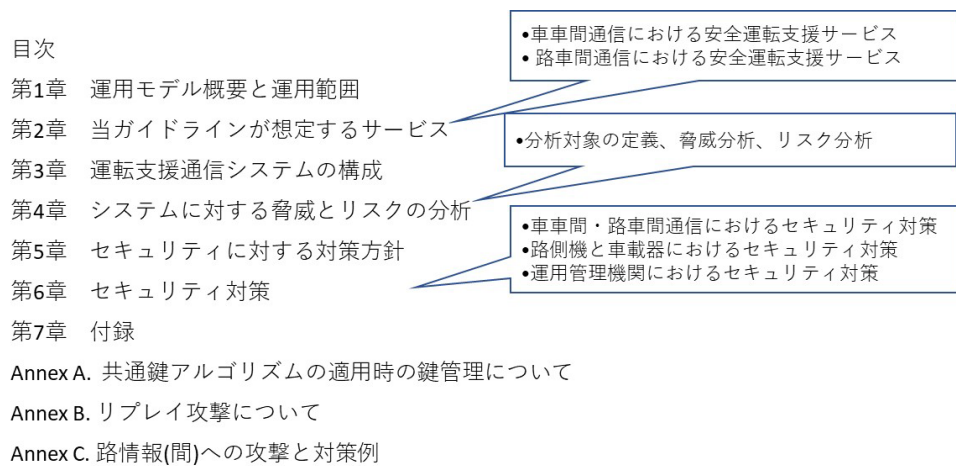 目次
第1章 運用モデル概要と運用範囲
第2章 当ガイドラインが想定するサービス
•車車間通信における安全運転支援サービス
• 路車間通信における安全運転支援サービス
第3章 運転支援通信システムの構成
第4章 システムに対する脅威とリスクの分析
•分析対象の定義、脅威分析、リスク分析
第5章 セキュリティに対する対策方針
第6章 セキュリティ対策
•車車間・路車間通信におけるセキュリティ対策
•路側機と車載器におけるセキュリティ対策
•運用管理機関におけるセキュリティ対策
第7章 付録
Annex A. 共通鍵アルゴリズムの適用時の鍵管理について
Annex B. リプレイ攻撃について
Annex C. 路情報(間)への攻撃と対策例